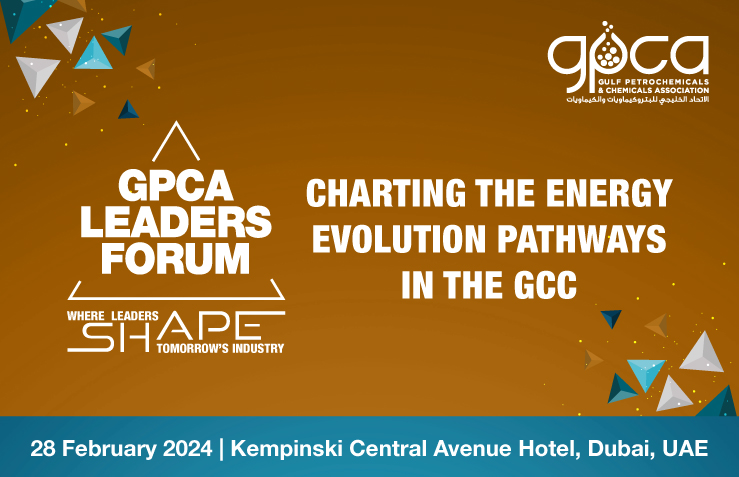 gpca
GULF PETROCHEMICALS
& CHEMICALS ASSOCIATION
الاتحاد الخليجي للبتروكيماويات والكيماويات
GPCA
LEADERS
FORUM
WHERE LEADERS
SHAPE
TOMORROW'S INDUSTRY
CHARTING THE ENERGY
EVOLUTION PATHWAYS
IN THE GCC
28 February 2024 | Kempinski Central Avenue Hotel, Dubai, UAE